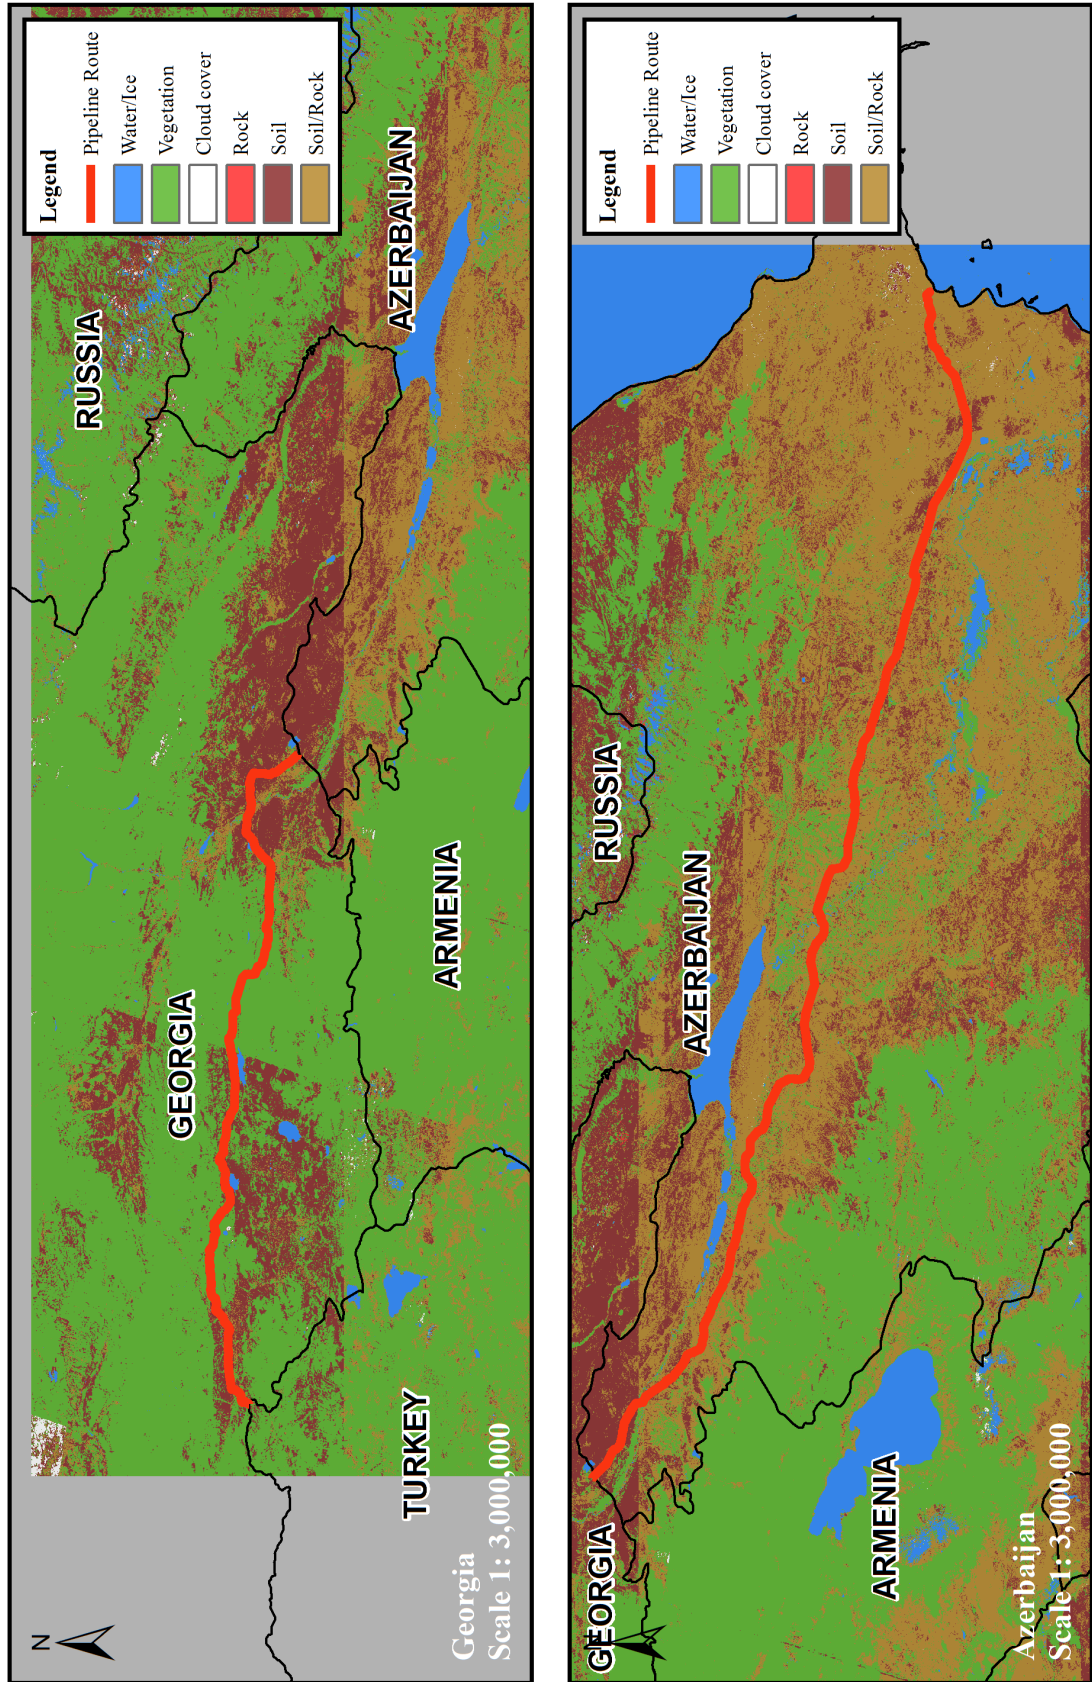 N
RUSSIA
GEORGIA
AZERBAIJAN
ARMENIA
TURKEY
Georgia
Scale 1: 3,000,000
Legend
Pipeline Route
Water/Ice
Vegetation
Cloud cover
Rock
Soil
Soil/Rock
N
GEORGIA
RUSSIA
AZERBAIJAN
ARMENIA
Azerbaijan
Scale 1: 3,000,000
Legend
Pipeline Route
Water/Ice
Vegetation
Cloud cover
Rock
Soil
Soil/Rock